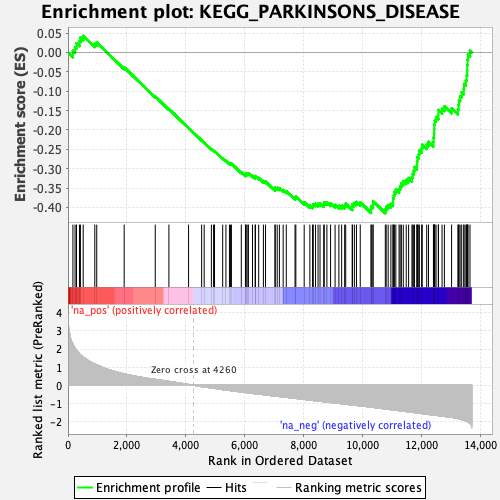 Enrichment plot: KEGG_PARKINSONS_DISEASE
Enrichment score (ES)
0.05
0.00
-0.05
-0.10
-0.15
-0.20
-0.25
-0.30
-0.35
-0.40
'na_pos' (positively correlated)
Ranked list metric (PreRanked)
4
3
2
1
0
-1
-2
Zero cross at 4260
'na_neg' (negatively correlated)
0
2,000
4,000
6,000
8,000
10,000
12,000
14,000
Rank in Ordered Dataset
Enrichment profile
Hits
Ranking metric scores